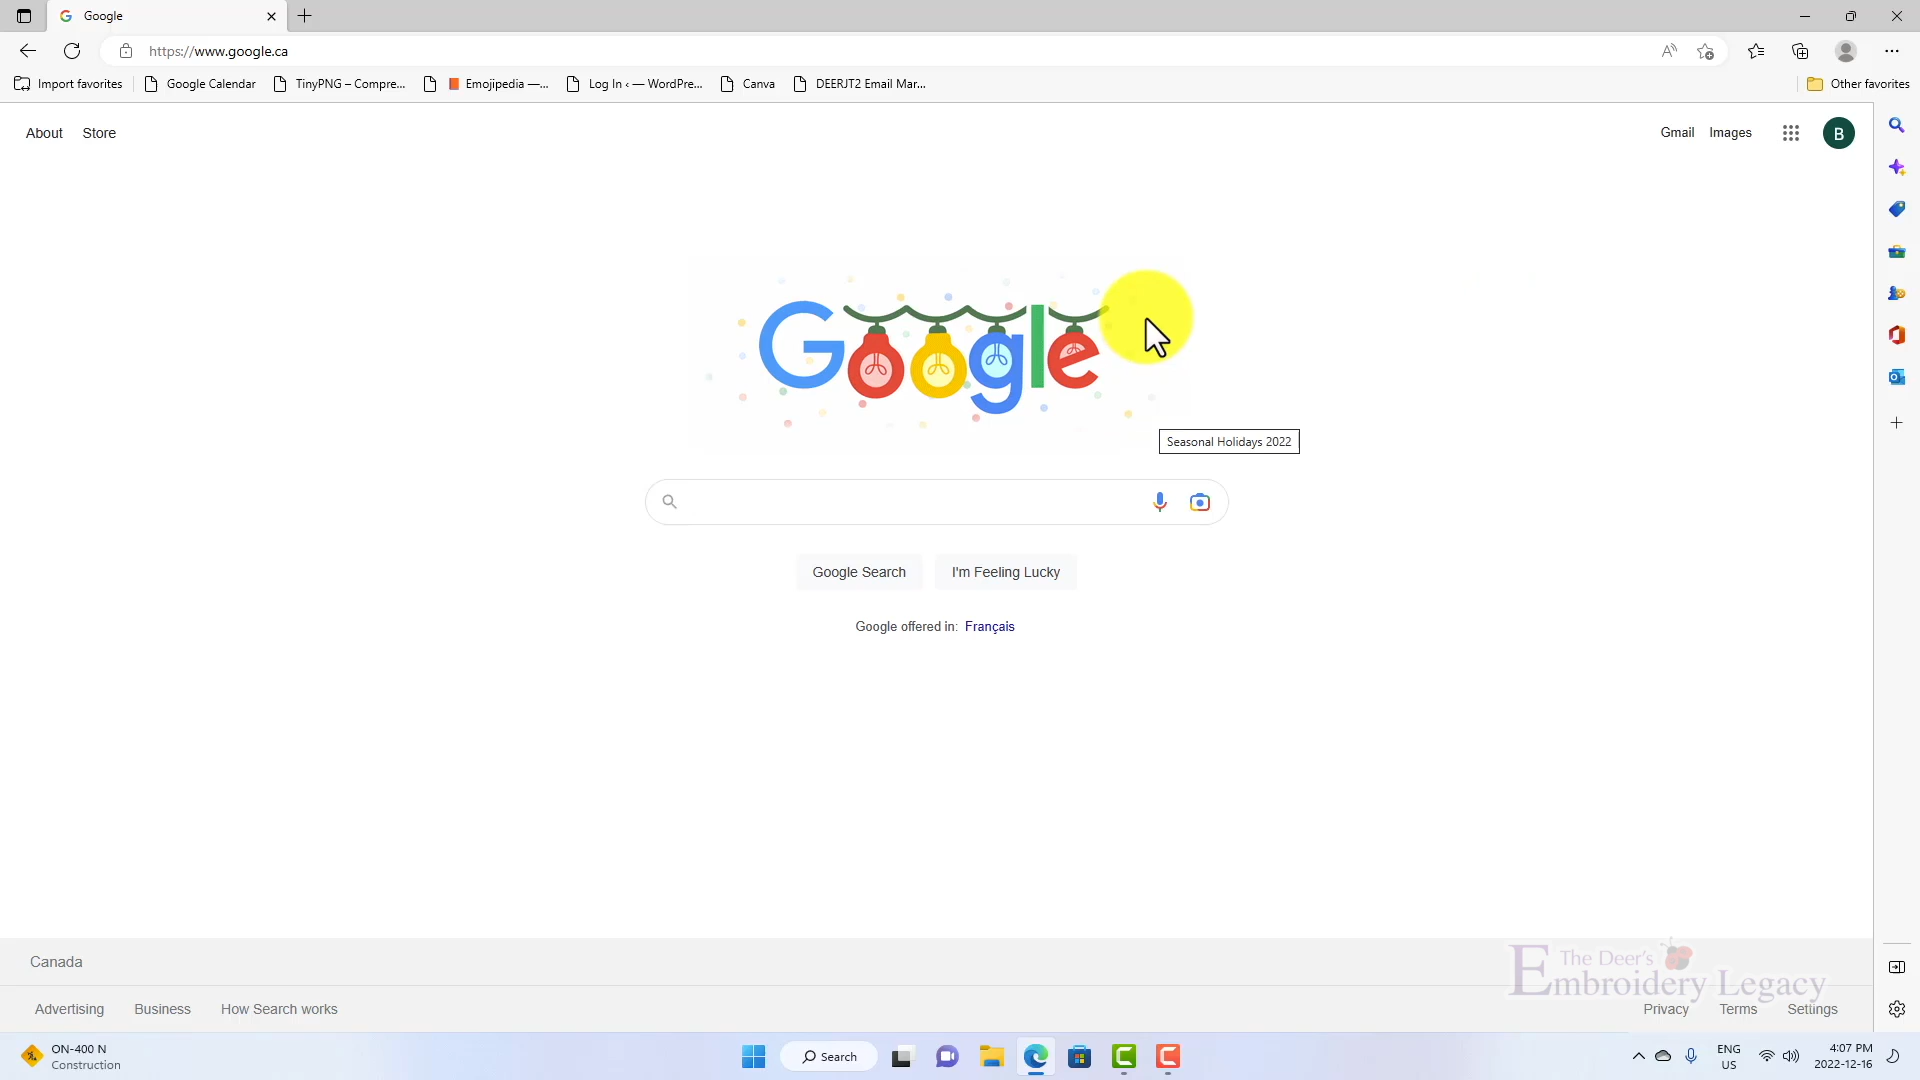 Google
https://www.google.ca
Import favorites
Google Calendar
TinyPNG – Compre...
Emojipedia —...
Log In ‹ — WordPre...
Canva
DEERJT2 Email Mar...
Other favorites
About
Store
Gmail
Images
B
Google
Seasonal Holidays 2022
Google Search
I'm Feeling Lucky
Google offered in: Français
Canada
The Deer's
Embroidery Legacy
Advertising
Business
How Search works
Privacy
Terms
Settings
ON-400 N
Construction
Search
ENG
US
4:07 PM
2022-12-16